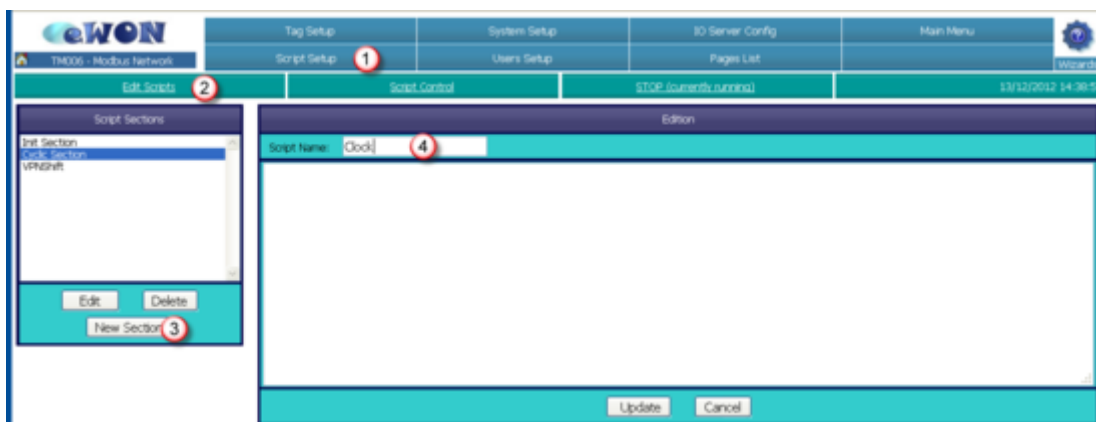 eWON
Tag Setup
System Setup
IO Server Config
Main Menu
TM006 - Modbus Network
Script Setup
1
Users Setup
Pages List
Wizards
Edit Scripts
2
Script Control
STOP (currently running)
13/12/2012 14:38:5
Script Sections
Edition
Init Section
Cyclic Section
VPNShift
Script Name:
Clock
4
Edit
Delete
New Section
3
Update
Cancel